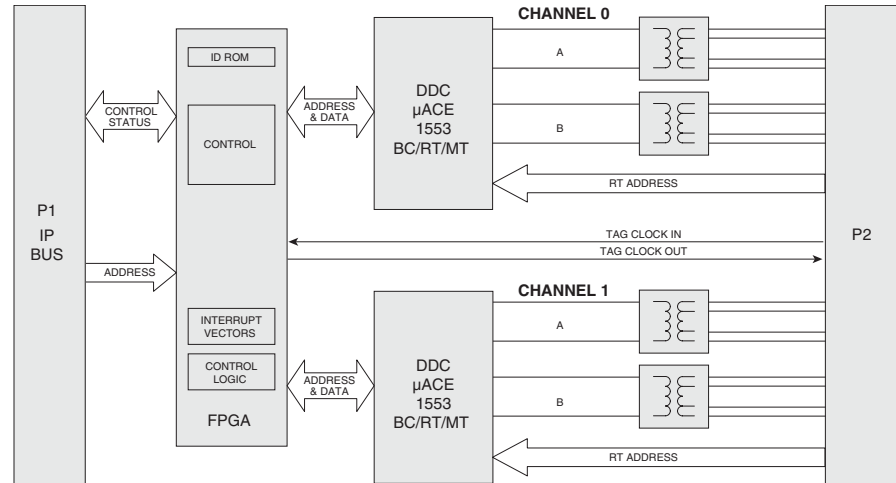 CHANNEL 0
ID ROM
A
DDC
µACE
1553
BC/RT/MT
CONTROL
STATUS
ADDRESS
& DATA
CONTROL
B
RT ADDRESS
P1
IP
BUS
P2
TAG CLOCK IN
TAG CLOCK OUT
ADDRESS
CHANNEL 1
INTERRUPT
VECTORS
A
CONTROL
LOGIC
ADDRESS
& DATA
DDC
µACE
1553
BC/RT/MT
B
FPGA
RT ADDRESS